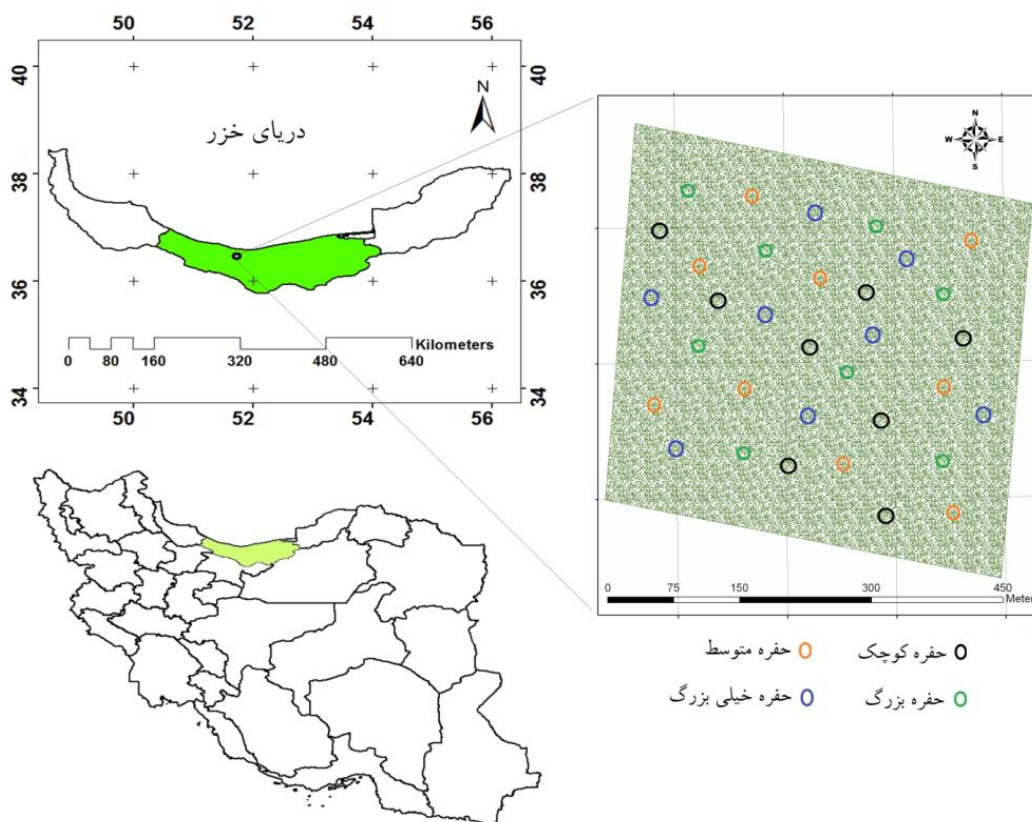 50 52 54 56
40 40
38 38
36 36
34 34
50 52 54 56
N
دریای خزر
0 80 160 320 480 640 Kilometers
N
W E
S
0 75 150 300 450 Meter
حفره کوچک حفره متوسط
حفره بزرگ حفره خیلی بزرگ